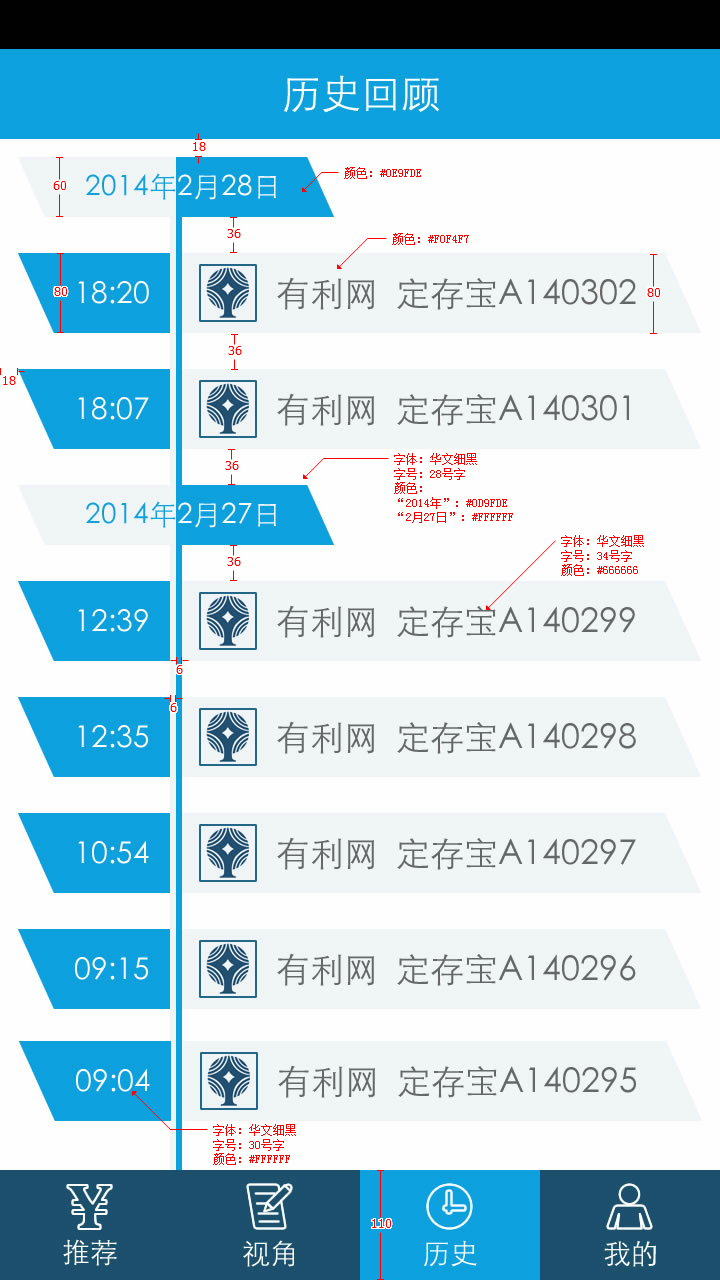 历史回顾
18
60
2014年2月28日
颜色：#0E9FDE
36
颜色：#F0F4F7
80
18:20
有利网 定存宝A140302
80
36
18
18:07
有利网 定存宝A140301
36
字体：华文细黑
字号：28号字
颜色：
“2014年”：#0D9FDE
“2月27日”：#FFFFFF
2014年2月27日
36
字体：华文细黑
字号：34号字
颜色：#666666
12:39
有利网 定存宝A140299
6
6
12:35
有利网 定存宝A140298
10:54
有利网 定存宝A140297
09:15
有利网 定存宝A140296
09:04
有利网 定存宝A140295
字体：华文细黑
字号：30号字
颜色：#FFFFFF
110
推荐
视角
历史
我的